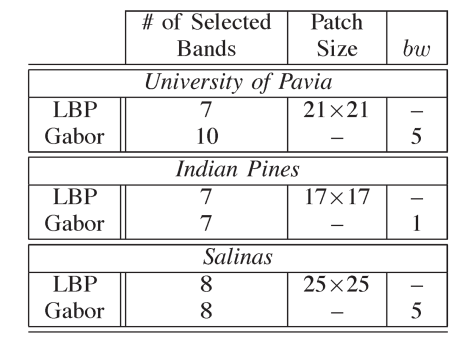 # of Selected Patch
Bands Size bw
University of Pavia
LBP 7 21×21 –
Gabor 10 – 5
Indian Pines
LBP 7 17×17 –
Gabor 7 – 1
Salinas
LBP 8 25×25 –
Gabor 8 – 5